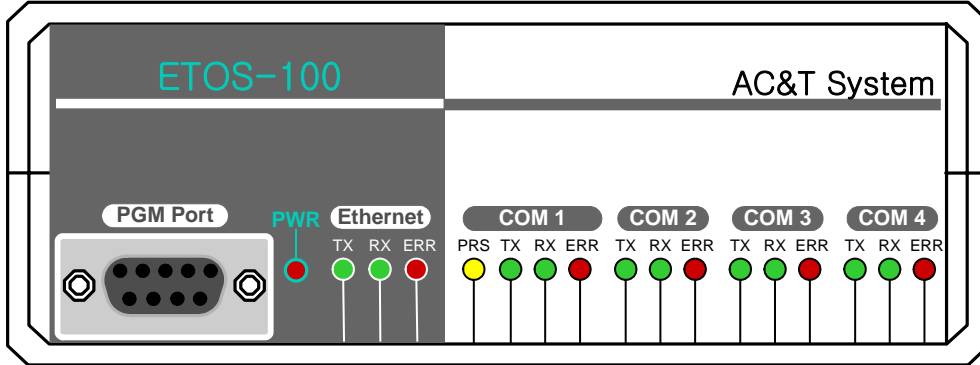 ETOS-100
AC&T System
PGM Port PWR Ethernet COM 1 COM 2 COM 3 COM 4
TX RX ERR PRS TX RX ERR TX RX ERR TX RX ERR TX RX ERR